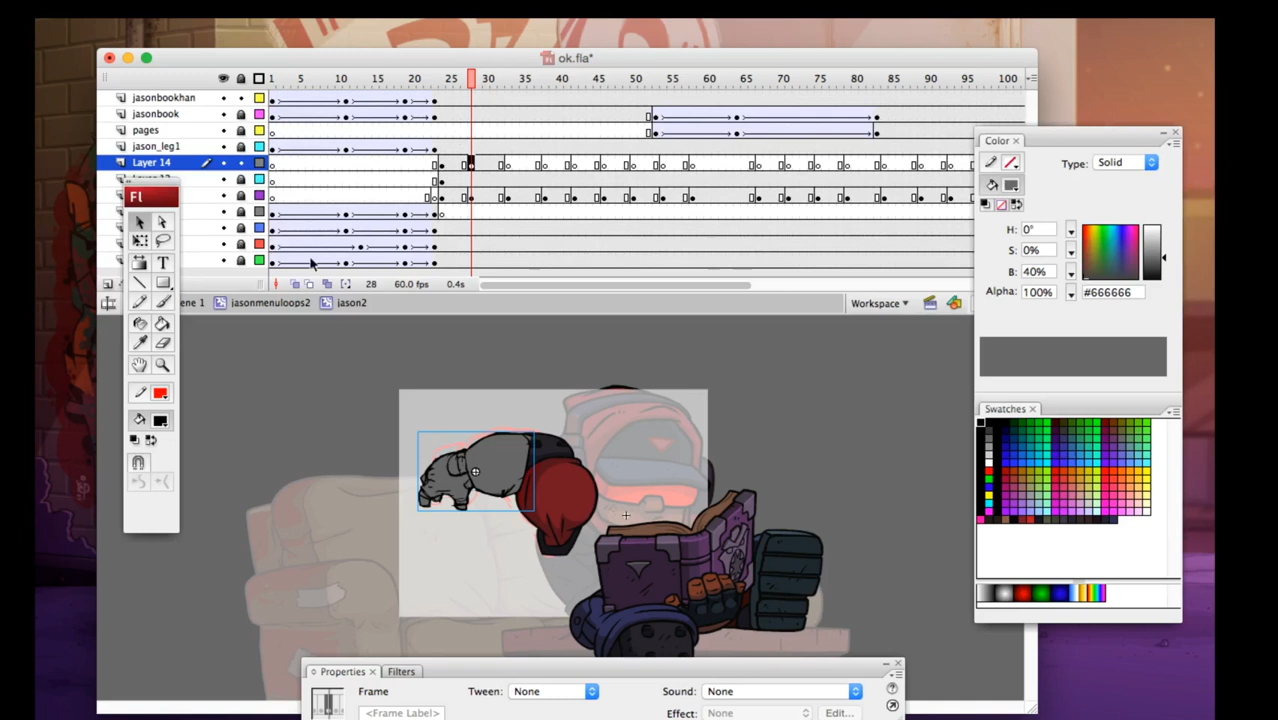 ok.fla*
5 10 15 20 25 30 35 40 45 50 55 60 65 70 75 80 85 90 95 100
jasonbookhan
jasonbook
pages
jason_leg1
Layer 14
Fl
28 60.0 fps 0.4s
ene 1 jasonmenuloops2 jason2 Workspace
Color
Type: Solid
H: 0°
S: 0%
B: 40%
Alpha: 100% #666666
Swatches
T
Properties Filters
Frame Tween: None Sound: None
<Frame Label> Effect: None Edit...